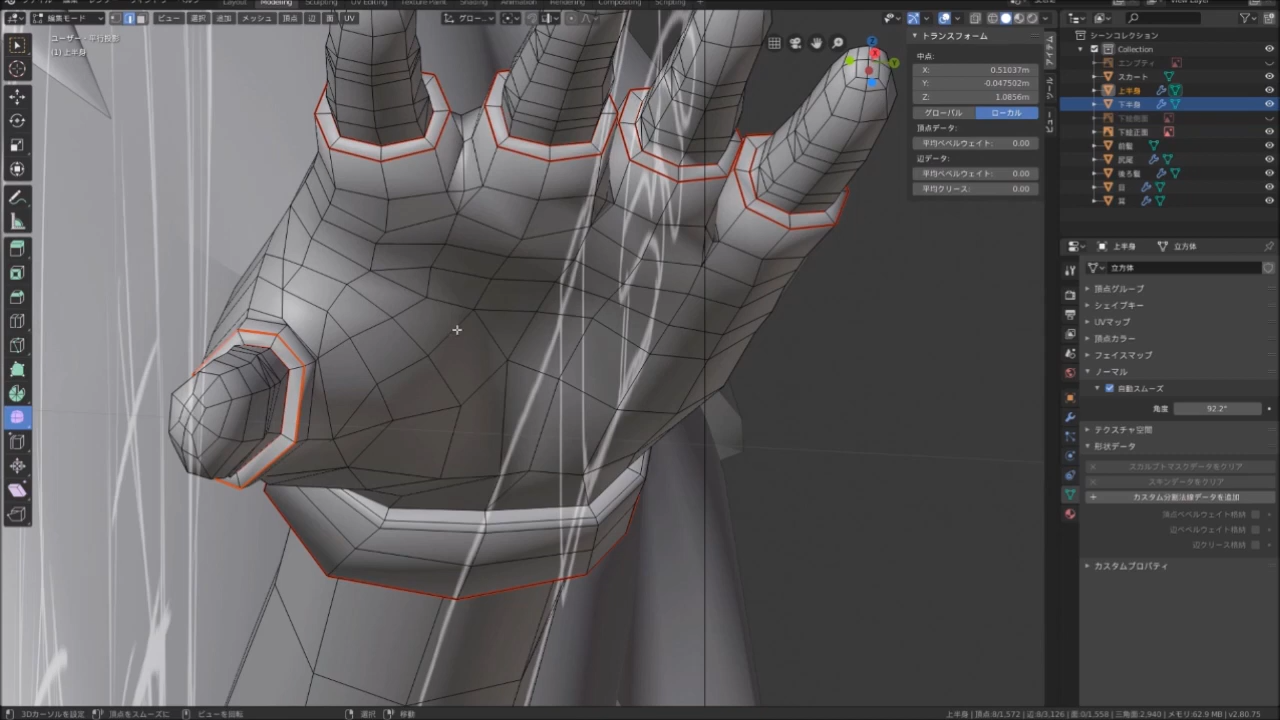 Layout Modeling Sculpting UV Editing Texture Paint Shading Animation Rendering Compositing Scripting +
編集モード ビュー 選択 追加 メッシュ 頂点 辺 面 UV グロー...
ユーザー・平行投影
(1) 上半身
トランスフォーム
中点:
X: 0.51037m
Y: -0.047502m
Z: 1.0856m
グローバル ローカル
頂点データ:
平均ベベルウェイト: 0.00
辺データ:
平均ベベルウェイト: 0.00
平均クリース: 0.00
シーンコレクション
Collection
エンプティ
スカート
上半身
下半身
下絵側面
下絵正面
前髪
尻尾
後ろ髪
目
上半身 立方体
立方体
頂点グループ
シェイプキー
UVマップ
頂点カラー
フェイスマップ
ノーマル
自動スムーズ
角度 92.2°
テクスチャ空間
形状データ
スカルプトマスクデータをクリア
スキンデータをクリア
カスタム分割法線データを追加
頂点ベベルウェイト格納
辺ベベルウェイト格納
辺クリース格納
カスタムプロパティ
3Dカーソルを設定 頂点をスムーズに ビューを回転 選択 移動
上半身 | 頂点:8/1,572 | 辺:8/3,126 | 面:0/1,558 | 三角面:2,940 | メモリ:62.9 MB | v2.80.75